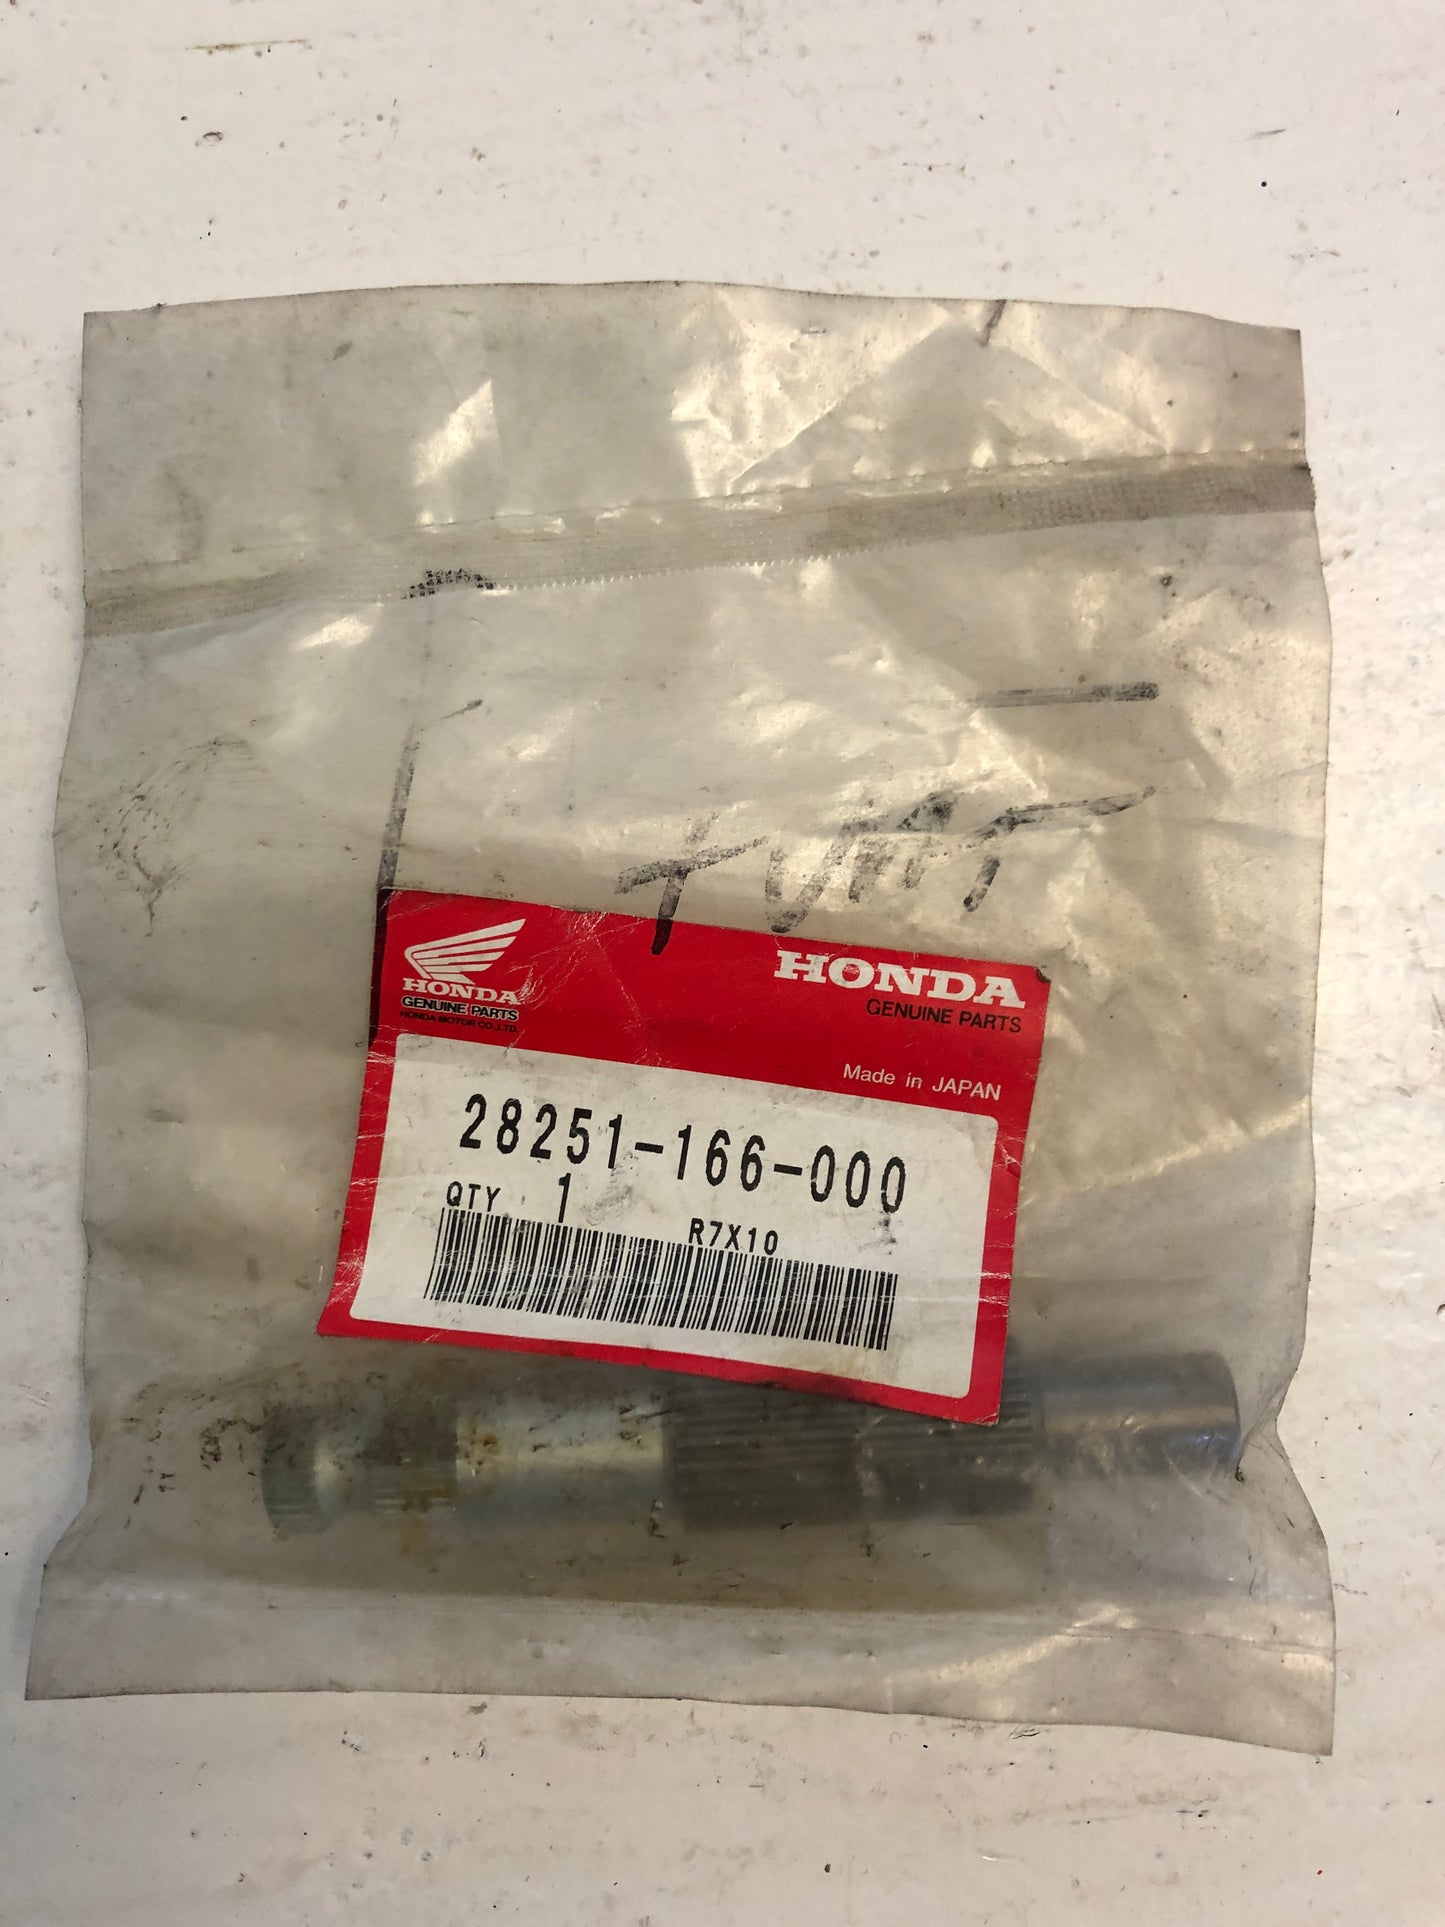 HONDA
GENUINE PARTS
HONDA MOTOR CO.,LTD.
HONDA
GENUINE PARTS
Made in JAPAN
28251-166-000
QTY 1
R7X10